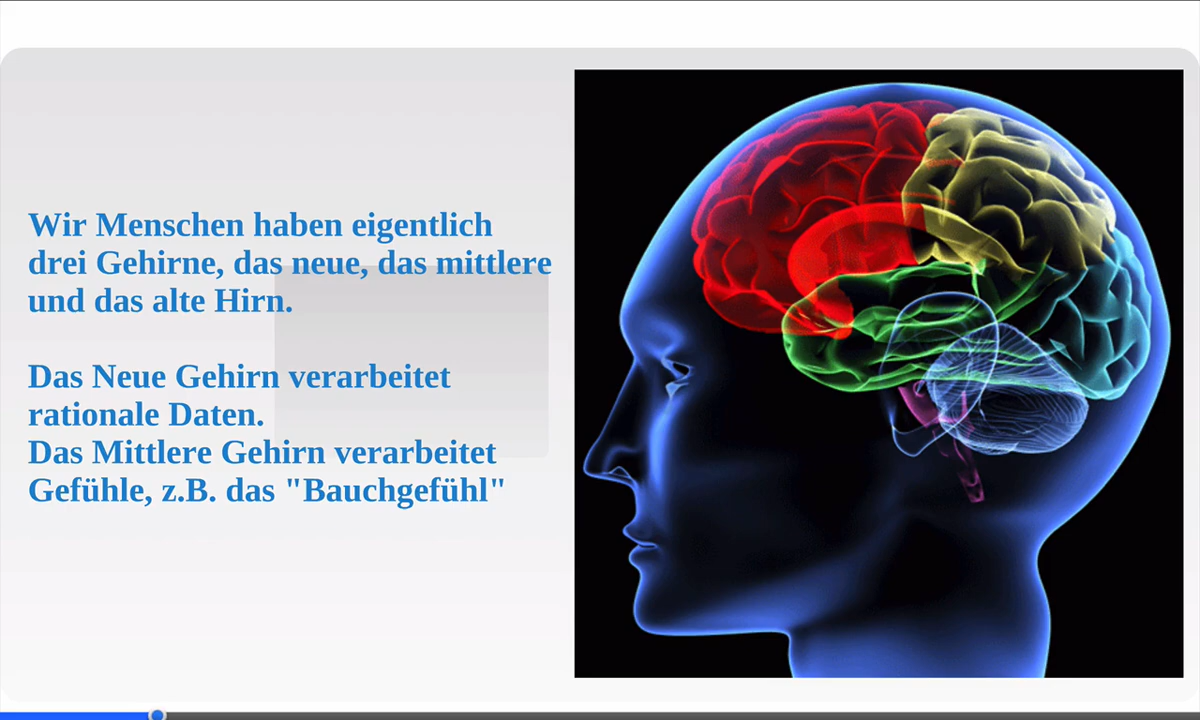 Wir Menschen haben eigentlich
drei Gehirne, das neue, das mittlere
und das alte Hirn.
Das Neue Gehirn verarbeitet
rationale Daten.
Das Mittlere Gehirn verarbeitet
Gefühle, z.B. das "Bauchgefühl"